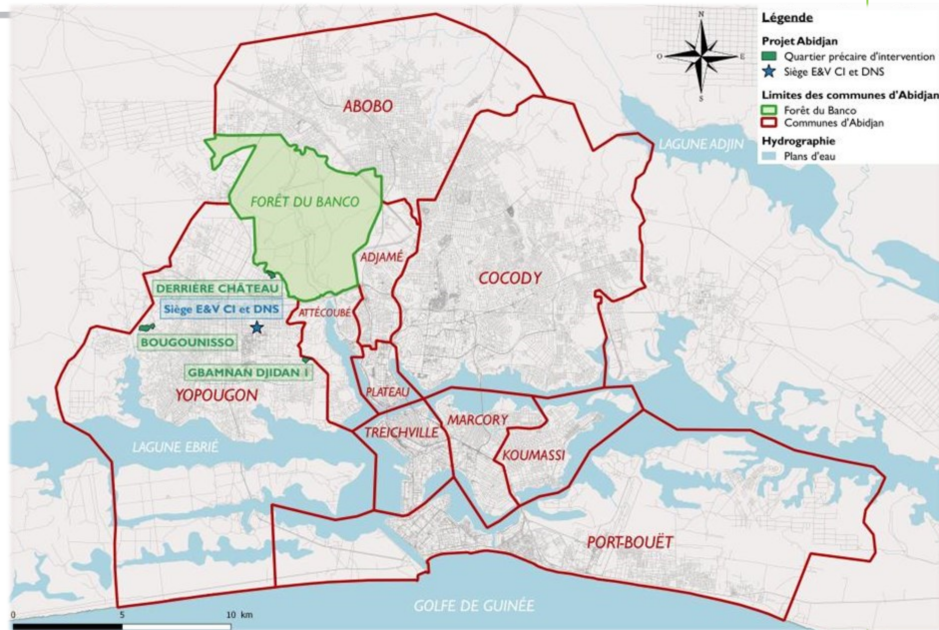 Légende
Projet Abidjan
Quartier précaire d'intervention
Siège E&V CI et DNS
Limites des communes d'Abidjan
Forêt du Banco
Communes d'Abidjan
Hydrographie
Plans d'eau
N
O
E
S
ABOBO
LAGUNE ADJIN
FORÊT DU BANCO
ADJAMÉ
COCODY
DERRIÈRE CHÂTEAU
Siège E&V CI et DNS
ATTÉCOUBÉ
BOUGOUNISSO
GBAMNAN DJIDAN 1
YOPOUGON
PLATEAU
MARCORY
TREICHVILLE
LAGUNE EBRIÉ
KOUMASSI
PORT-BOUËT
GOLFE DE GUINÉE
0 5 10 km